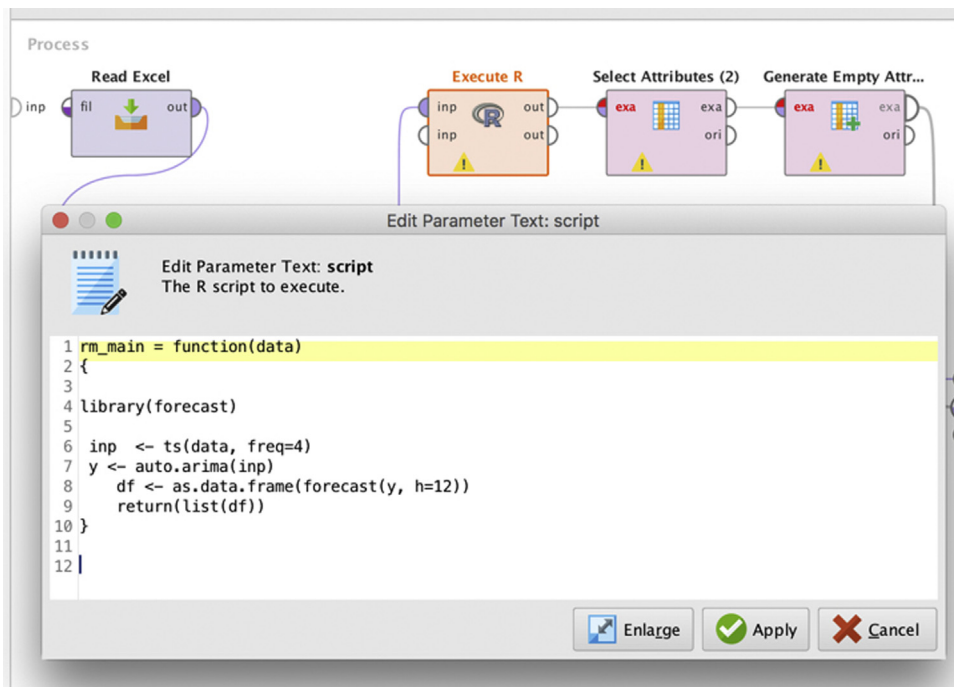 Process
Read Excel
Execute R
Select Attributes (2)
Generate Empty Attr...
inp
fil
out
inp
out
inp
out
exa
exa
ori
exa
exa
ori
Edit Parameter Text: script
Edit Parameter Text: script
The R script to execute.
1 rm_main = function(data)
2 {
3
4 library(forecast)
5
6  inp  <- ts(data, freq=4)
7  y <- auto.arima(inp)
8     df <- as.data.frame(forecast(y, h=12))
9     return(list(df))
10 }
11
12
Enlarge
Apply
Cancel